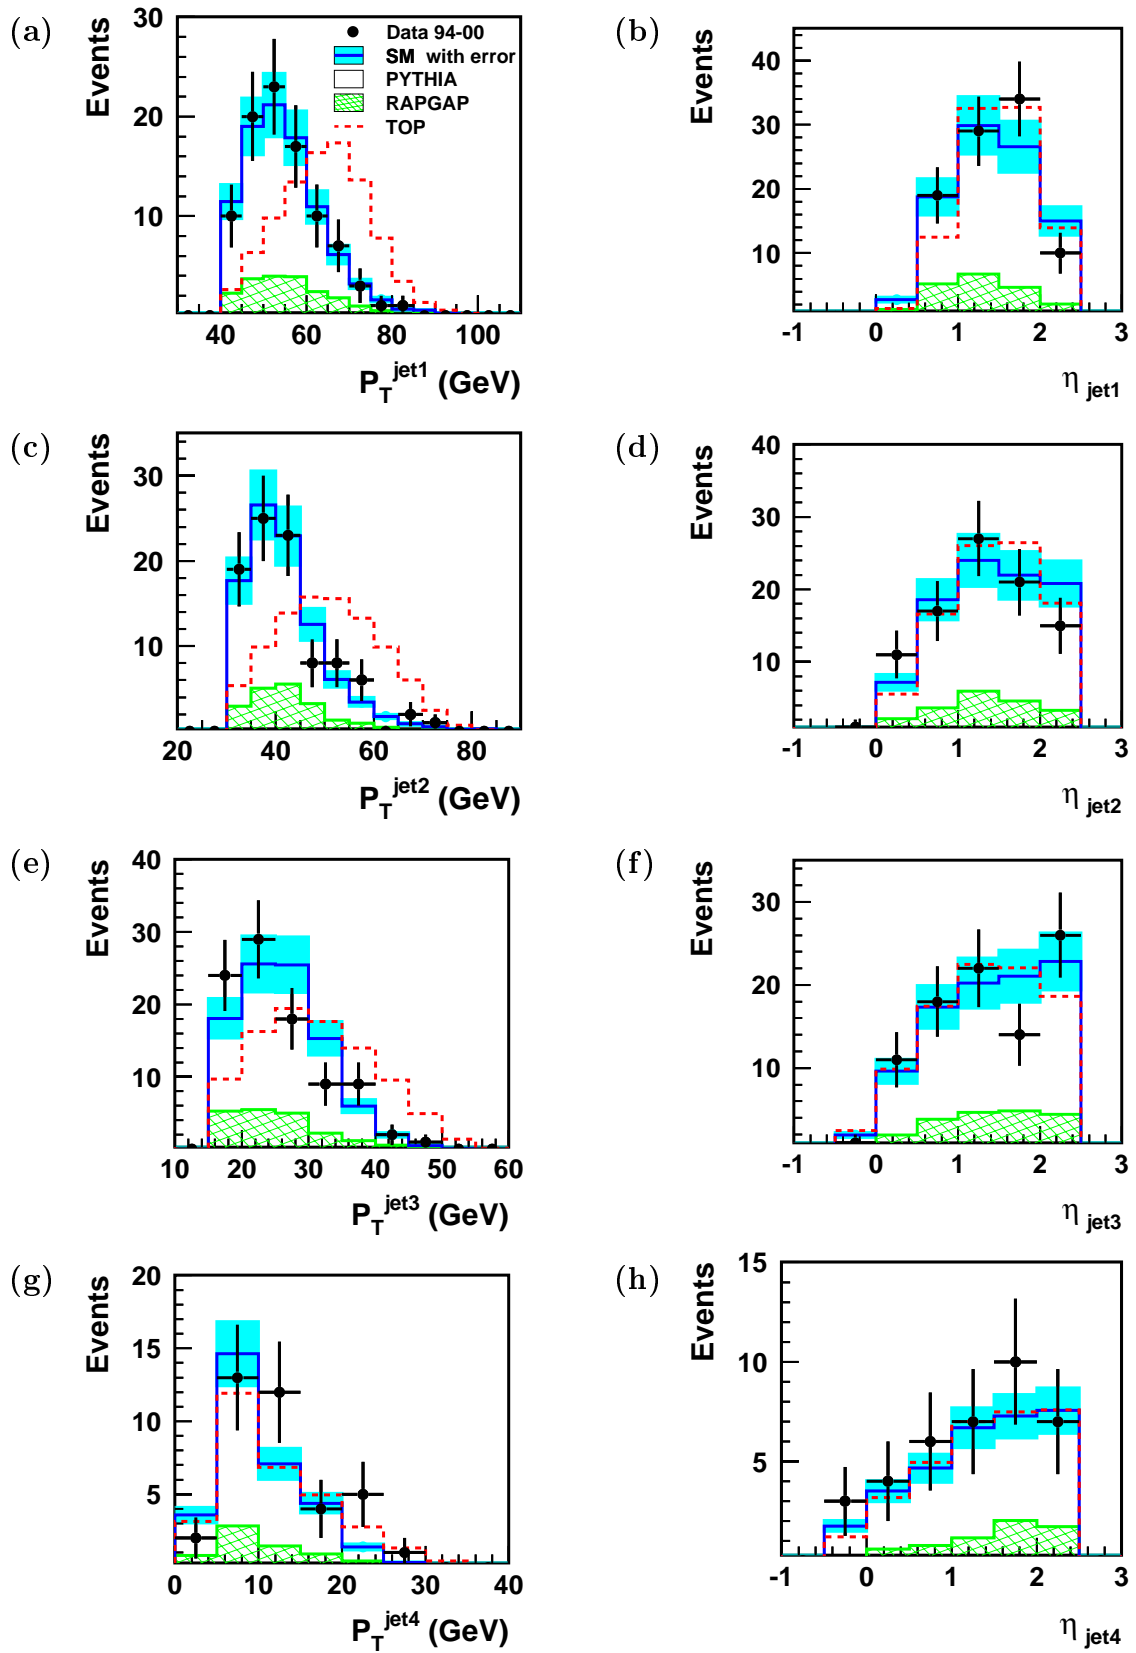 (a)
Events
30
20
10
40 60 80 100
P_T^jet1 (GeV)
Data 94-00
SM with error
PYTHIA
RAPGAP
TOP
(b)
Events
40
30
20
10
-1 0 1 2 3
η jet1
(c)
Events
30
20
10
20 40 60 80
P_T^jet2 (GeV)
(d)
Events
40
30
20
10
-1 0 1 2 3
η jet2
(e)
Events
40
30
20
10
10 20 30 40 50 60
P_T^jet3 (GeV)
(f)
Events
30
20
10
-1 0 1 2 3
η jet3
(g)
Events
20
15
10
5
0 10 20 30 40
P_T^jet4 (GeV)
(h)
Events
15
10
5
-1 0 1 2 3
η jet4